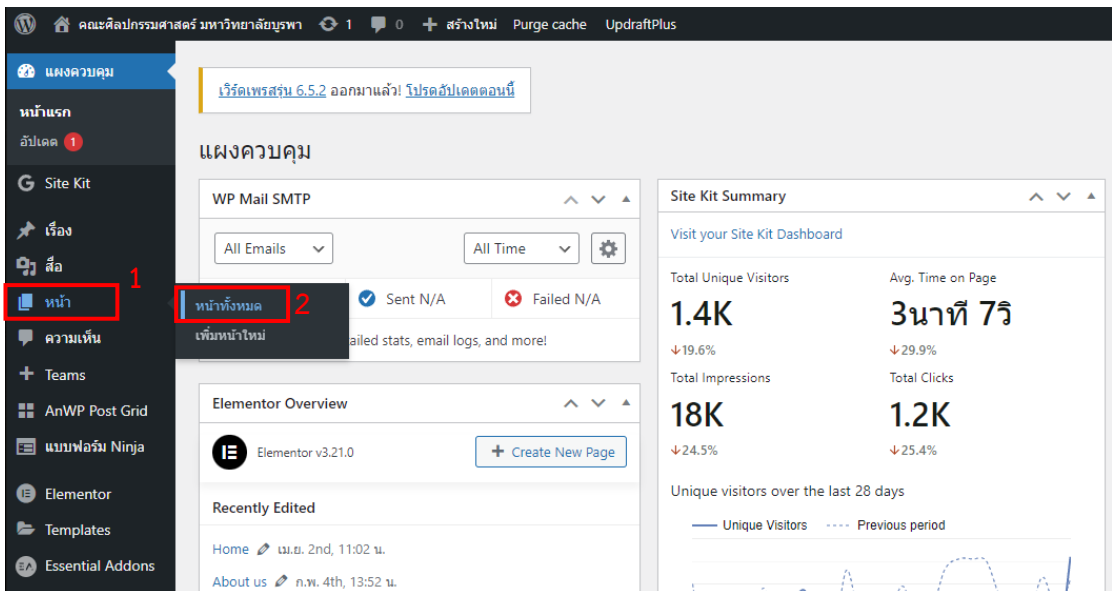 คณะศิลปกรรมศาสตร์ มหาวิทยาลัยบูรพา 1 0 + สร้างใหม่ Purge cache UpdraftPlus
แผงควบคุม
หน้าแรก
อัปเดต 1
Site Kit
เรื่อง
สื่อ
1
หน้า
ความเห็น
Teams
AnWP Post Grid
แบบฟอร์ม Ninja
Elementor
Templates
Essential Addons
หน้าทั้งหมด 2
เพิ่มหน้าใหม่
เวิร์ดเพรสรุ่น 6.5.2 ออกมาแล้ว! โปรดอัปเดตตอนนี้
แผงควบคุม
WP Mail SMTP
All Emails All Time
Sent N/A Failed N/A
ailed stats, email logs, and more!
Elementor Overview
Elementor v3.21.0 + Create New Page
Recently Edited
Home เม.ย. 2nd, 11:02 น.
About us ก.พ. 4th, 13:52 น.
Site Kit Summary
Visit your Site Kit Dashboard
Total Unique Visitors Avg. Time on Page
1.4K 3นาที 7วิ
↓19.6% ↓29.9%
Total Impressions Total Clicks
18K 1.2K
↓24.5% ↓25.4%
Unique visitors over the last 28 days
Unique Visitors Previous period